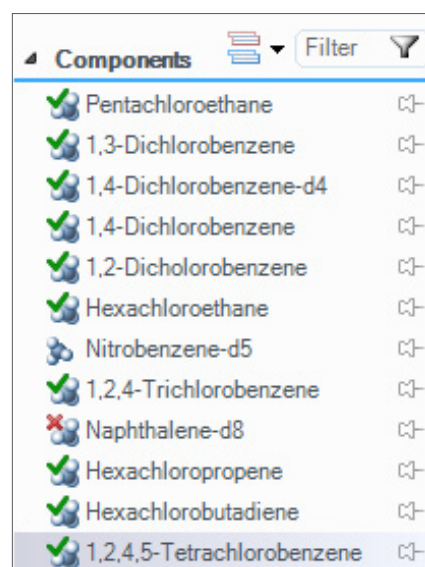 Components Filter
Pentachloroethane
1,3-Dichlorobenzene
1,4-Dichlorobenzene-d4
1,4-Dichlorobenzene
1,2-Dicholorobenzene
Hexachloroethane
Nitrobenzene-d5
1,2,4-Trichlorobenzene
Naphthalene-d8
Hexachloropropene
Hexachlorobutadiene
1,2,4,5-Tetrachlorobenzene